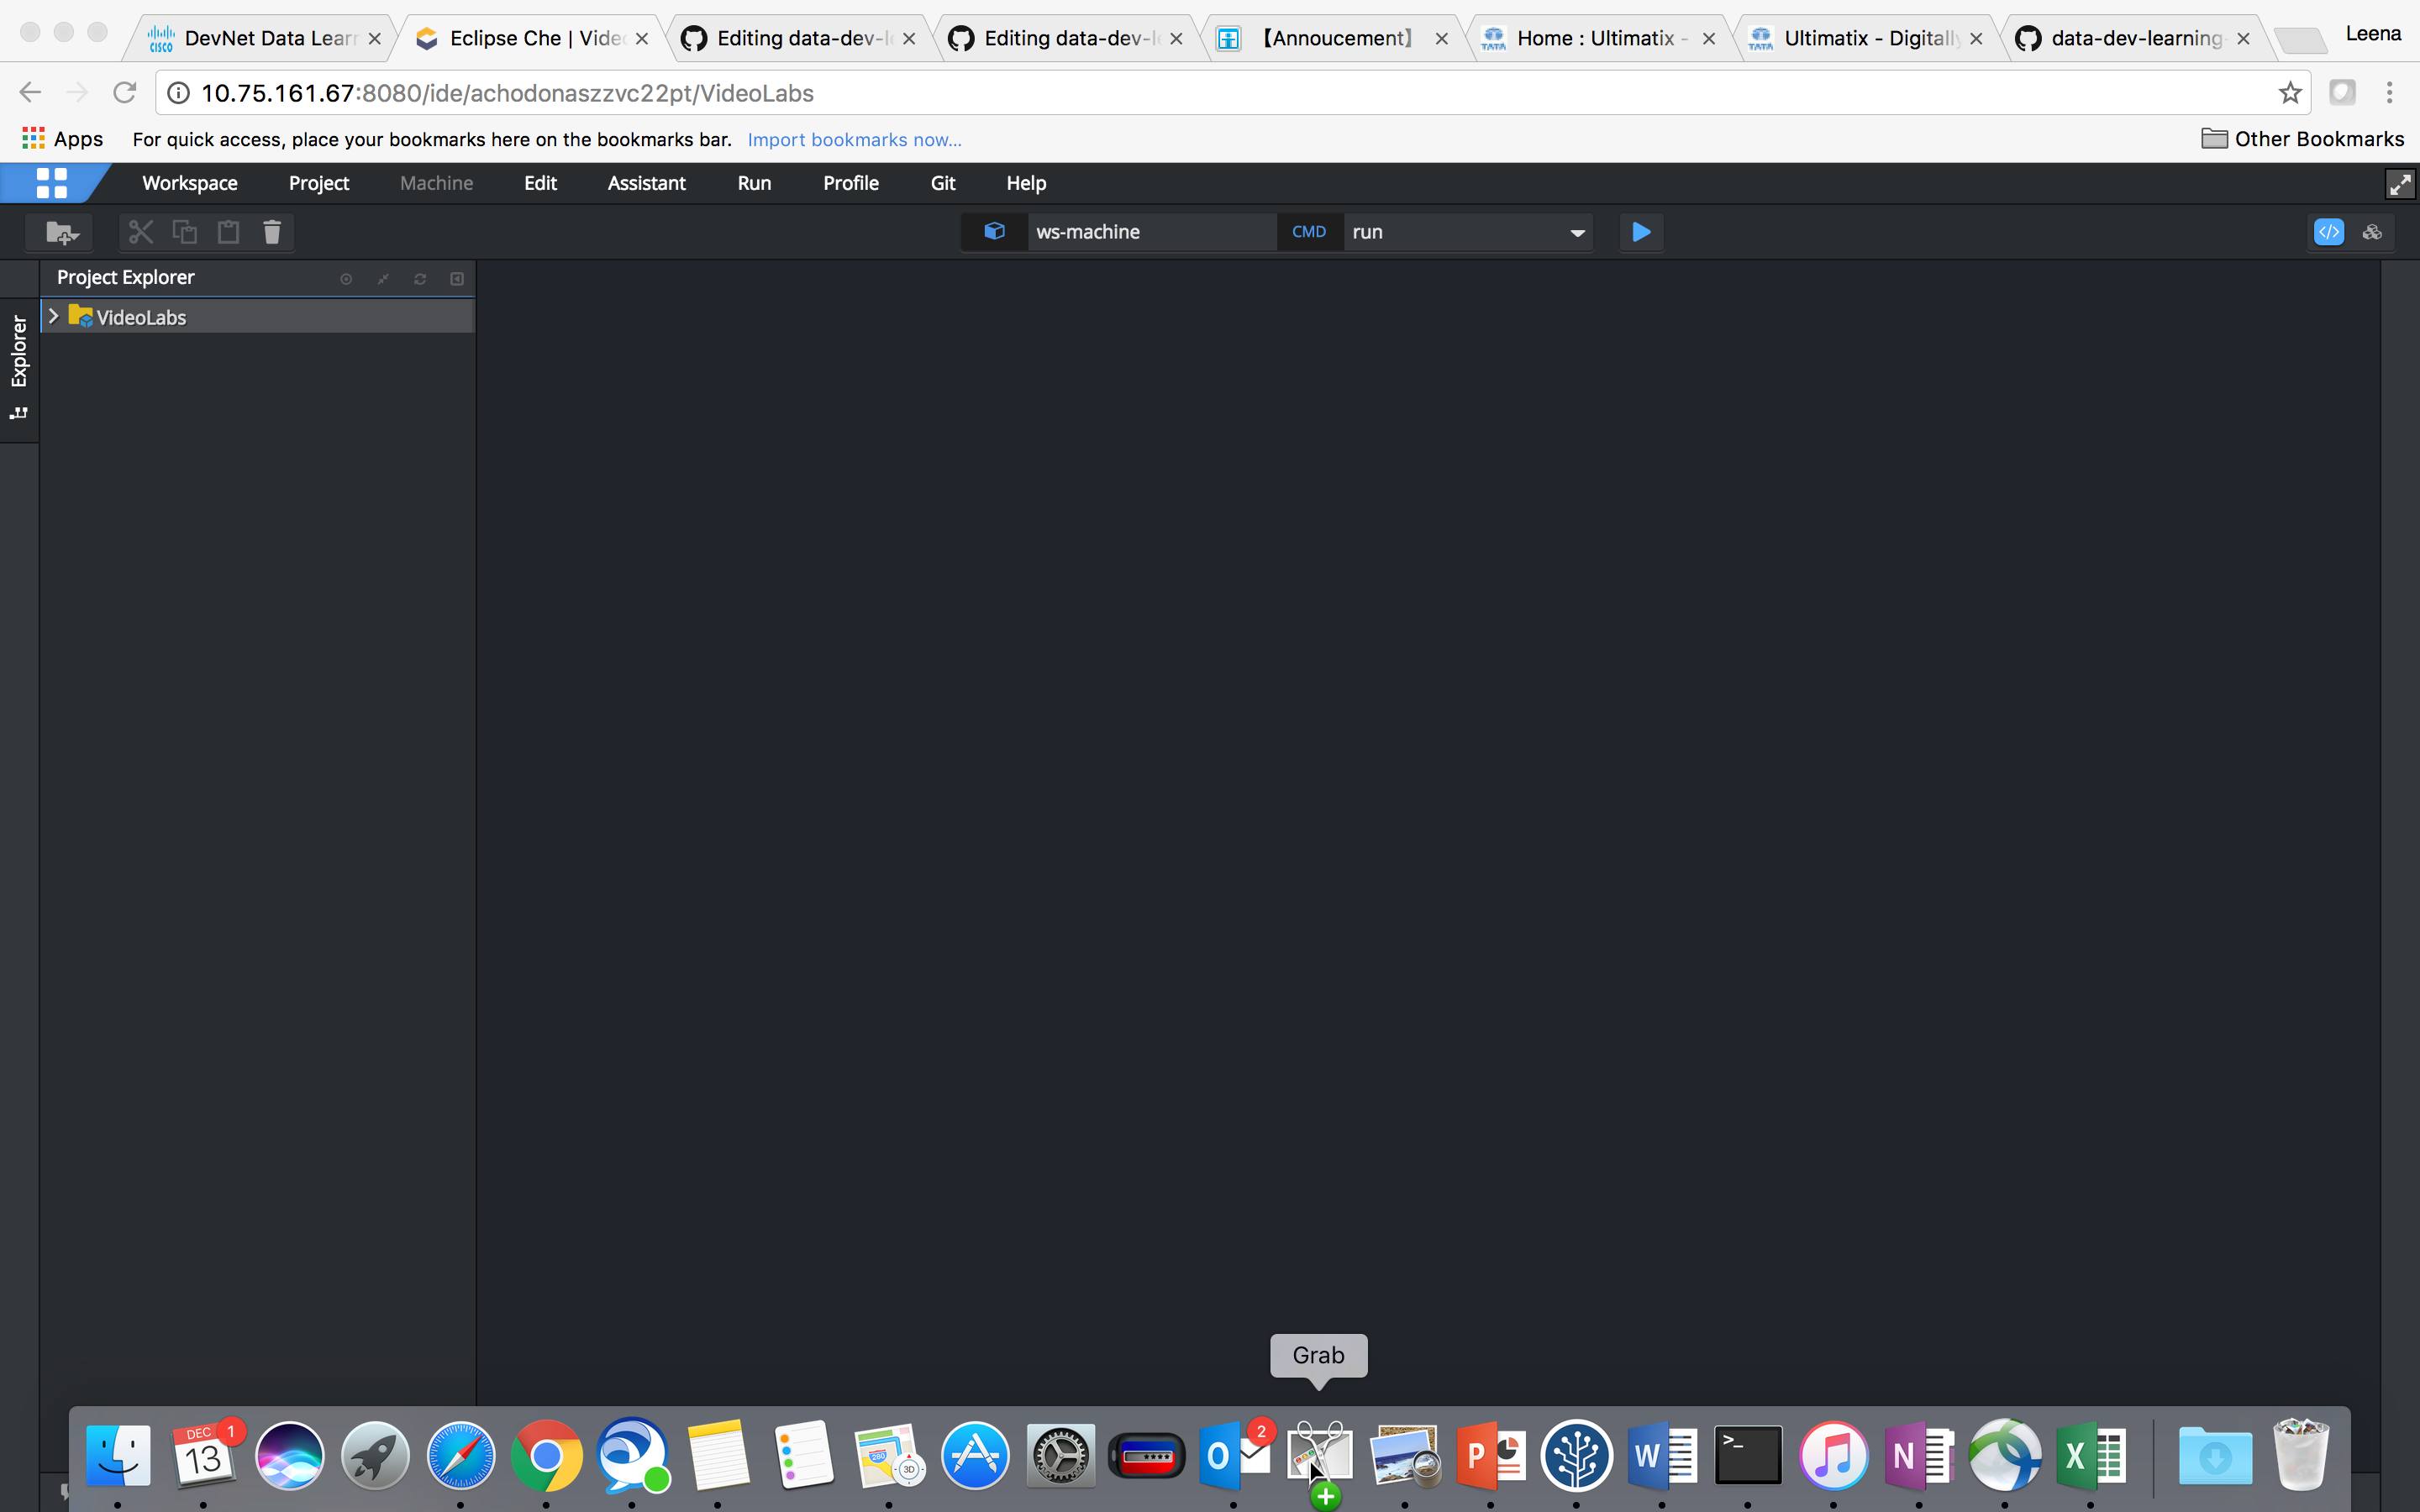 DevNet Data Lear
Eclipse Che | Vide
Editing data-dev-l
Editing data-dev-l
【Annoucement】
Home : Ultimatix -
Ultimatix - Digitally
data-dev-learning-
Leena
10.75.161.67:8080/ide/achodonaszzvc22pt/VideoLabs
Apps
For quick access, place your bookmarks here on the bookmarks bar. Import bookmarks now...
Other Bookmarks
Workspace Project Machine Edit Assistant Run Profile Git Help
ws-machine CMD run
Project Explorer
VideoLabs
Explorer
Grab
DEC 13 1
2